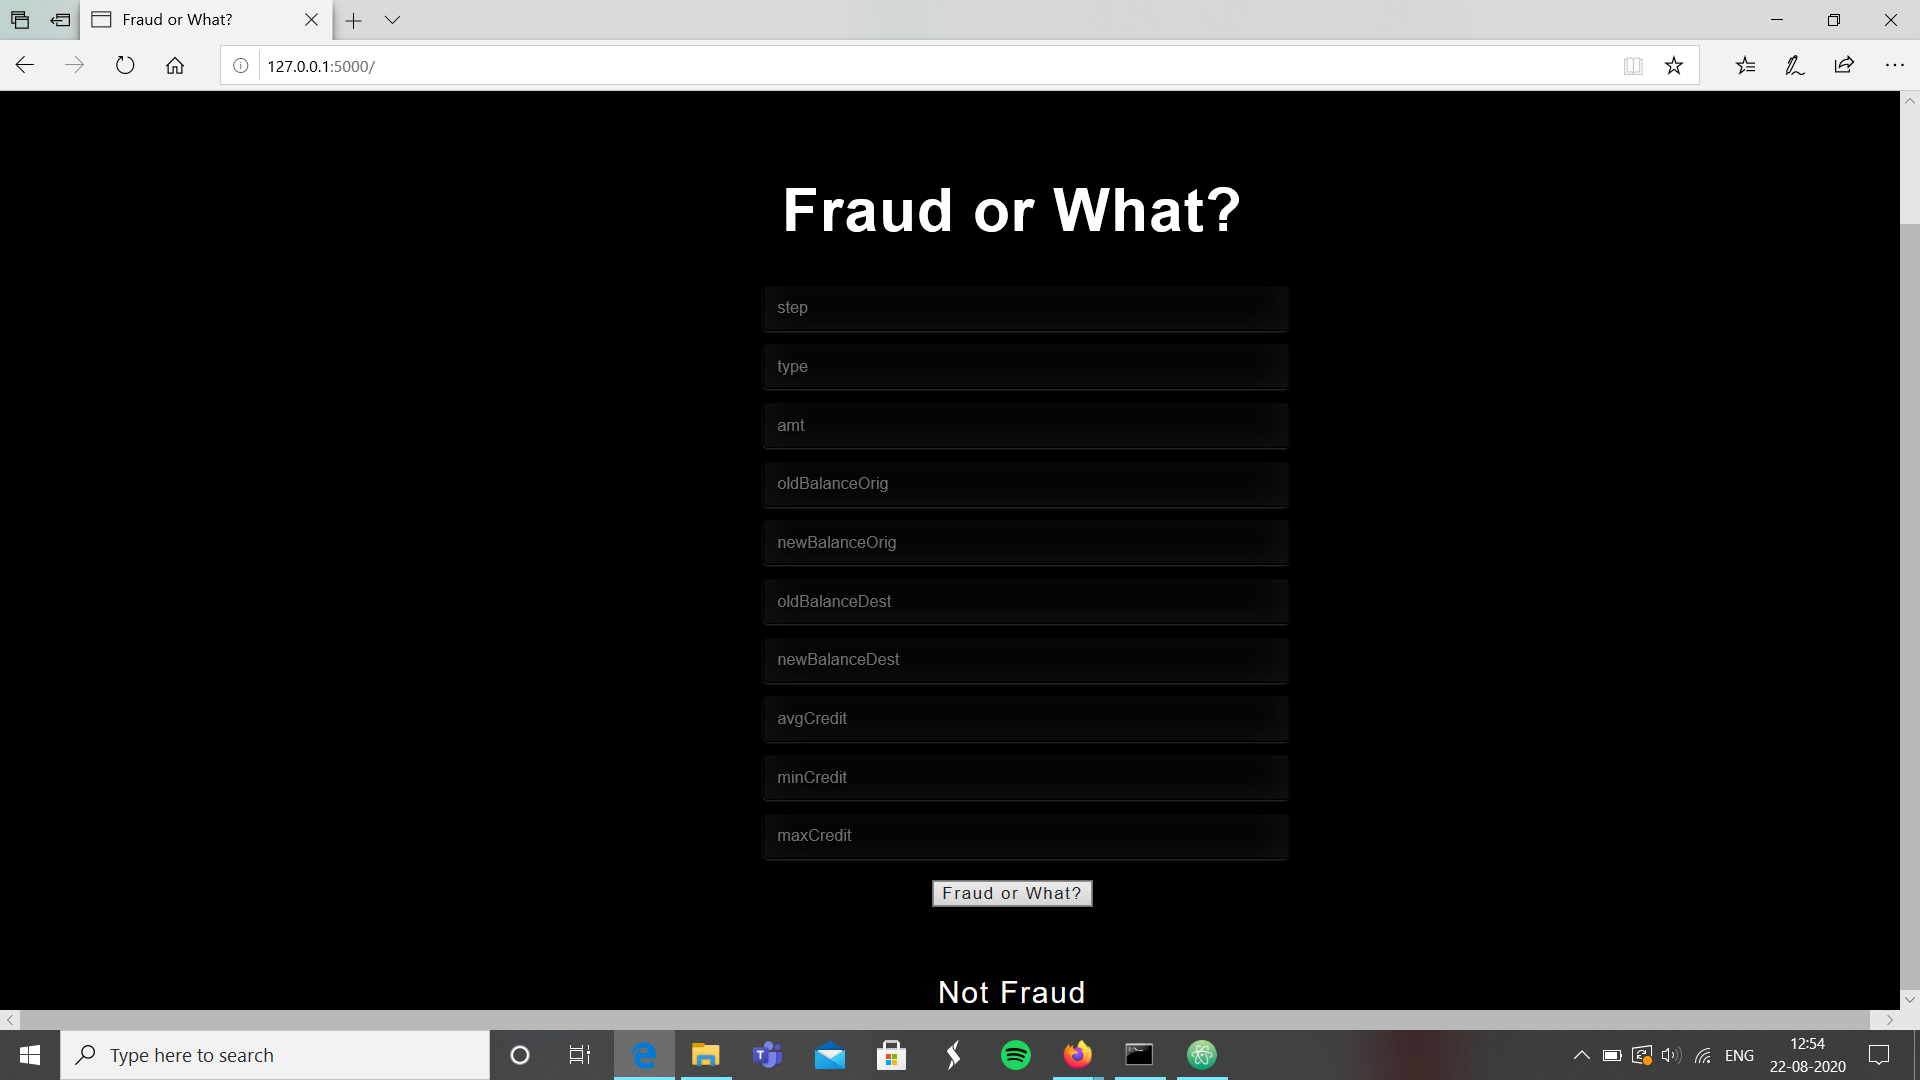 Fraud or What?
127.0.0.1:5000/
Fraud or What?
step
type
amt
oldBalanceOrig
newBalanceOrig
oldBalanceDest
newBalanceDest
avgCredit
minCredit
maxCredit
Fraud or What?
Not Fraud
Type here to search
ENG
12:54
22-08-2020